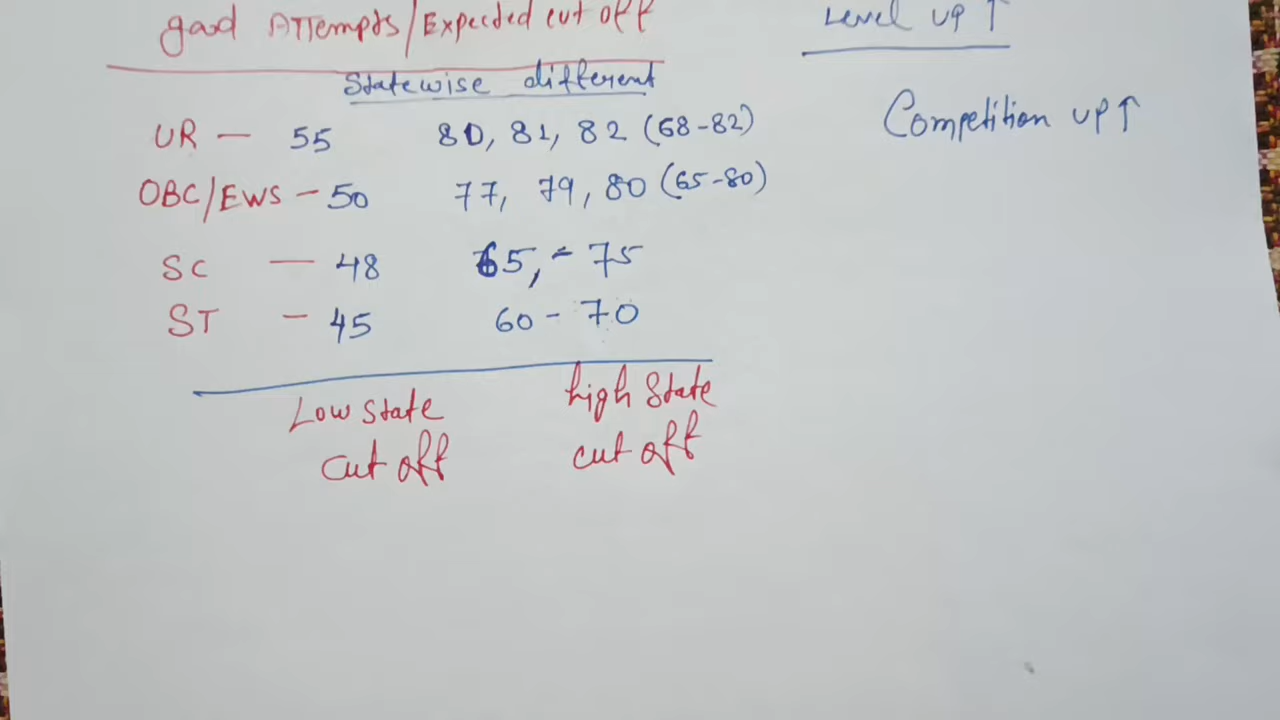 good Attempts/Expected cut off
Statewise different
UR — 55 80, 81, 82 (68-82)
OBC/EWS - 50 77, 79, 80 (65-80)
SC — 48 65, - 75
ST - 45 60 - 70
Low state
cut off
high state
cut off
Level up ↑
Competition up ↑